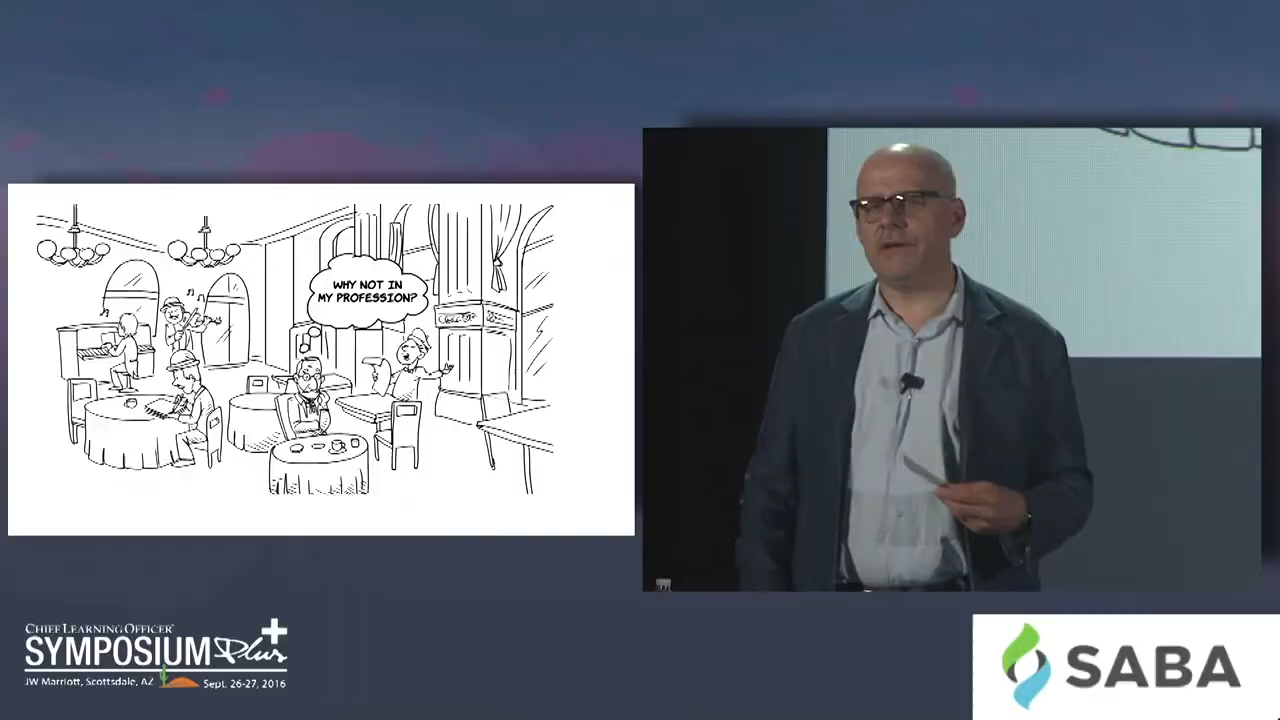 WHY NOT IN
MY PROFESSION?
CHIEF LEARNING OFFICER
SYMPOSIUM Plus
JW Marriott, Scottsdale, AZ
Sept. 26-27, 2016
SABA